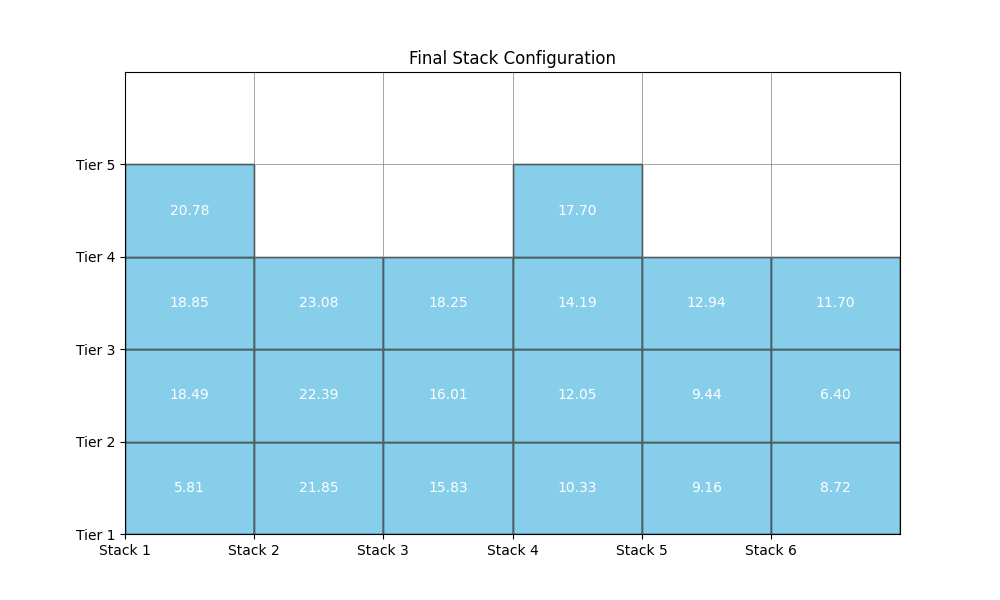 Final Stack Configuration
Tier 5
20.78 17.70
Tier 4
18.85 23.08 18.25 14.19 12.94 11.70
Tier 3
18.49 22.39 16.01 12.05 9.44 6.40
Tier 2
5.81 21.85 15.83 10.33 9.16 8.72
Tier 1
Stack 1 Stack 2 Stack 3 Stack 4 Stack 5 Stack 6